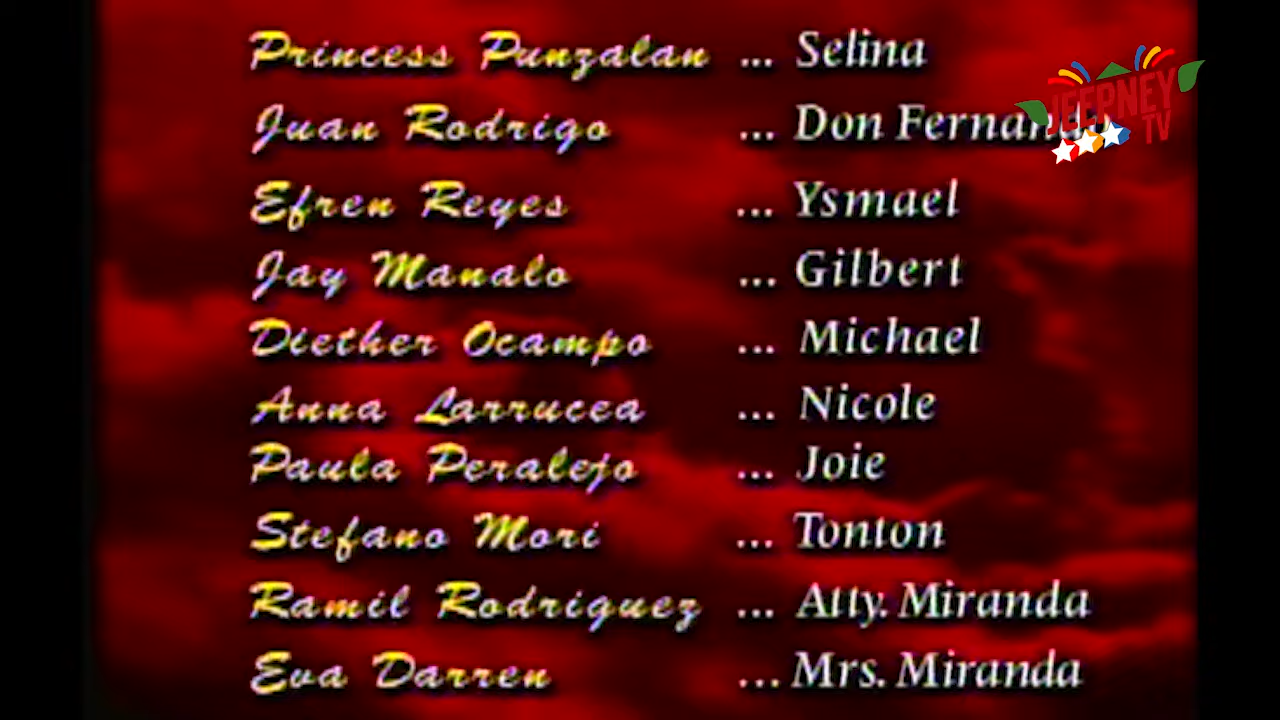 Princess Punzalan ... Selina
Juan Rodrigo ... Don Fernando
Efren Reyes ... Ysmael
Jay Manalo ... Gilbert
Diether Ocampo ... Michael
Anna Larrucea ... Nicole
Paula Peralejo ... Joie
Stefano Mori ... Tonton
Ramil Rodriguez ... Atty. Miranda
Eva Darren ... Mrs. Miranda
JEEPNEY
TV